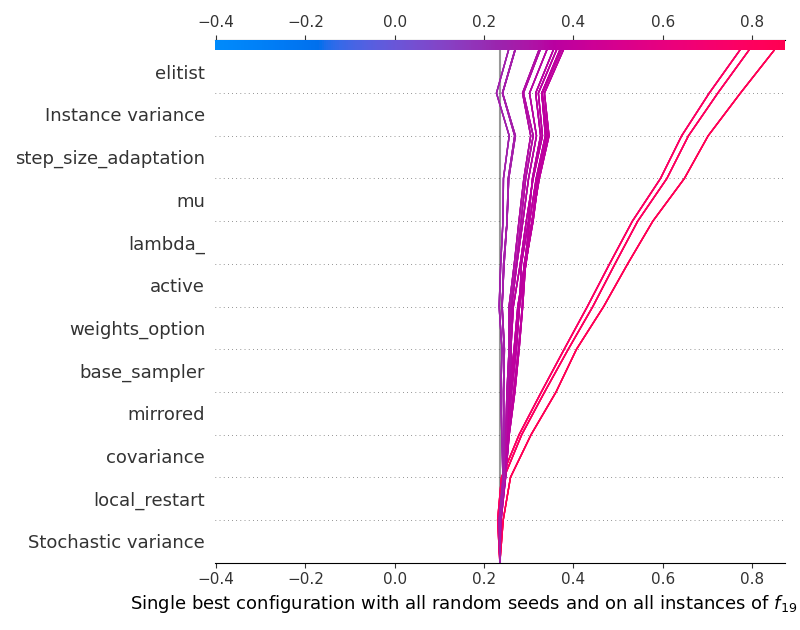 −0.4 −0.2 0.0 0.2 0.4 0.6 0.8
elitist
Instance variance
step_size_adaptation
mu
lambda_
active
weights_option
base_sampler
mirrored
covariance
local_restart
Stochastic variance
−0.4 −0.2 0.0 0.2 0.4 0.6 0.8
Single best configuration with all random seeds and on all instances of f₁₉